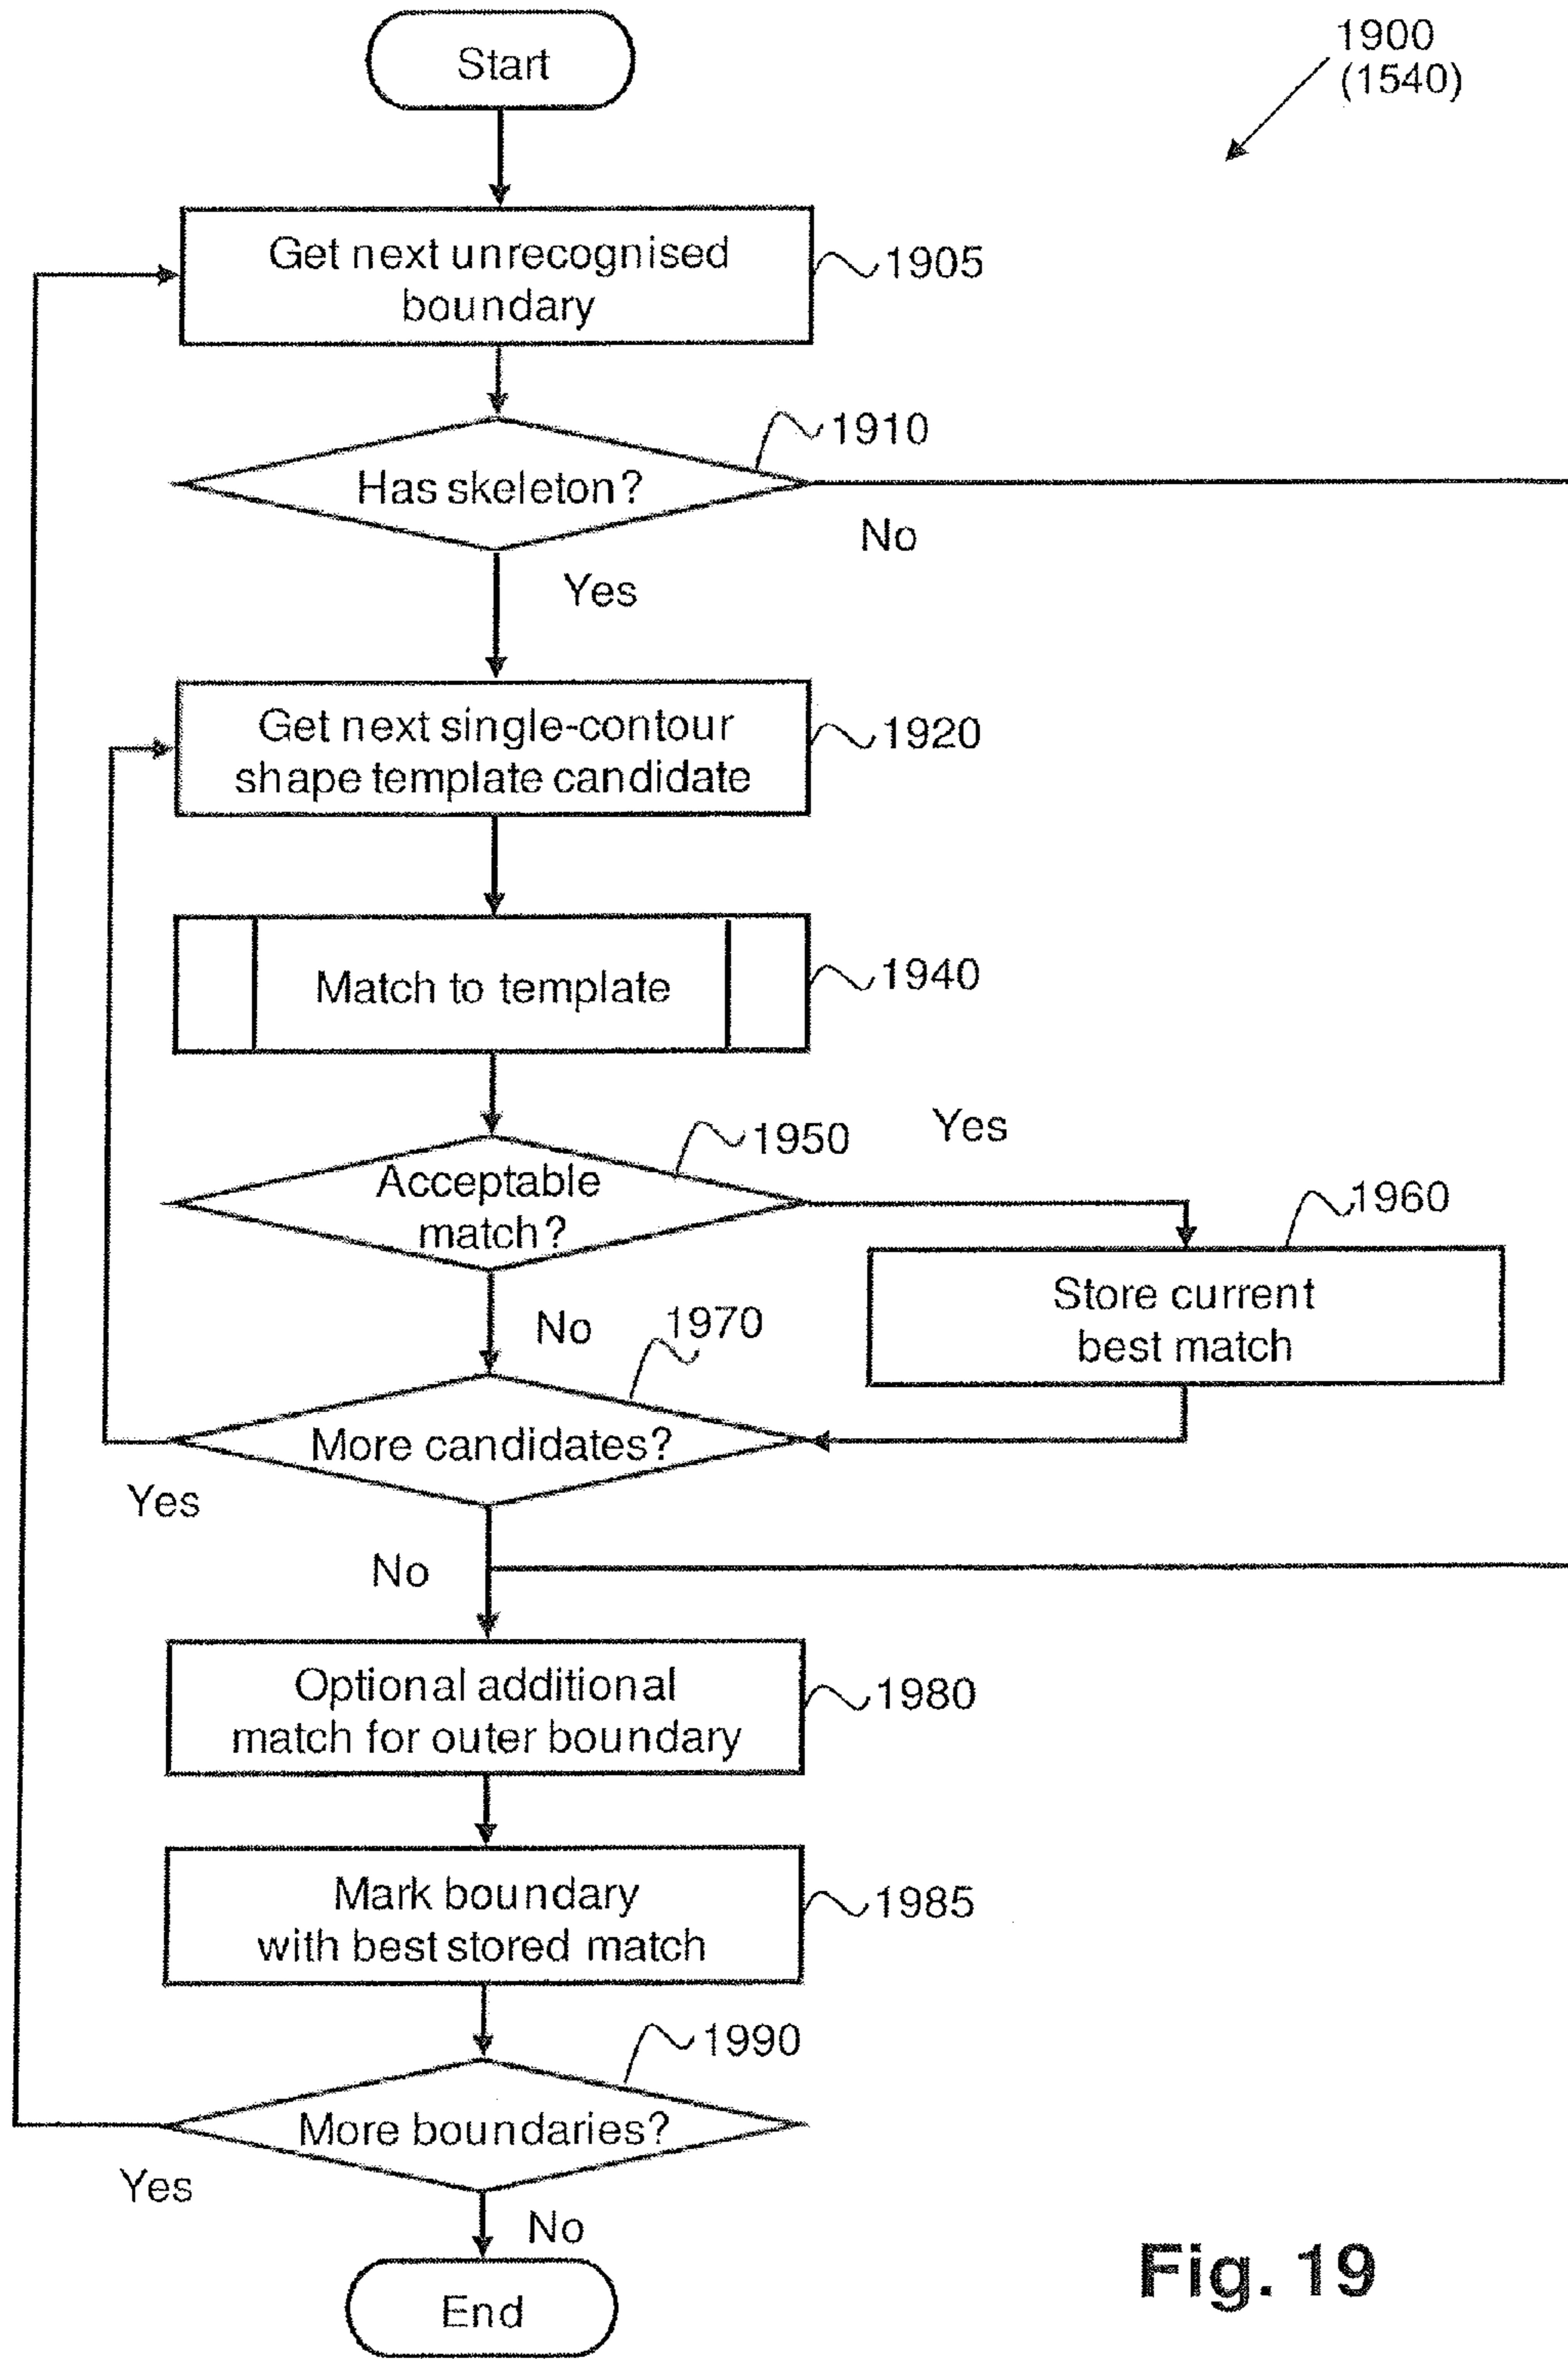 Start
1900
(1540)
Get next unrecognised
boundary
1905
Has skeleton?
1910
No
Yes
Get next single-contour
shape template candidate
1920
Match to template
1940
Acceptable
match?
1950
Yes
1960
Store current
best match
No
1970
More candidates?
Yes
No
Optional additional
match for outer boundary
1980
Mark boundary
with best stored match
1985
1990
More boundaries?
Yes
No
End
Fig. 19